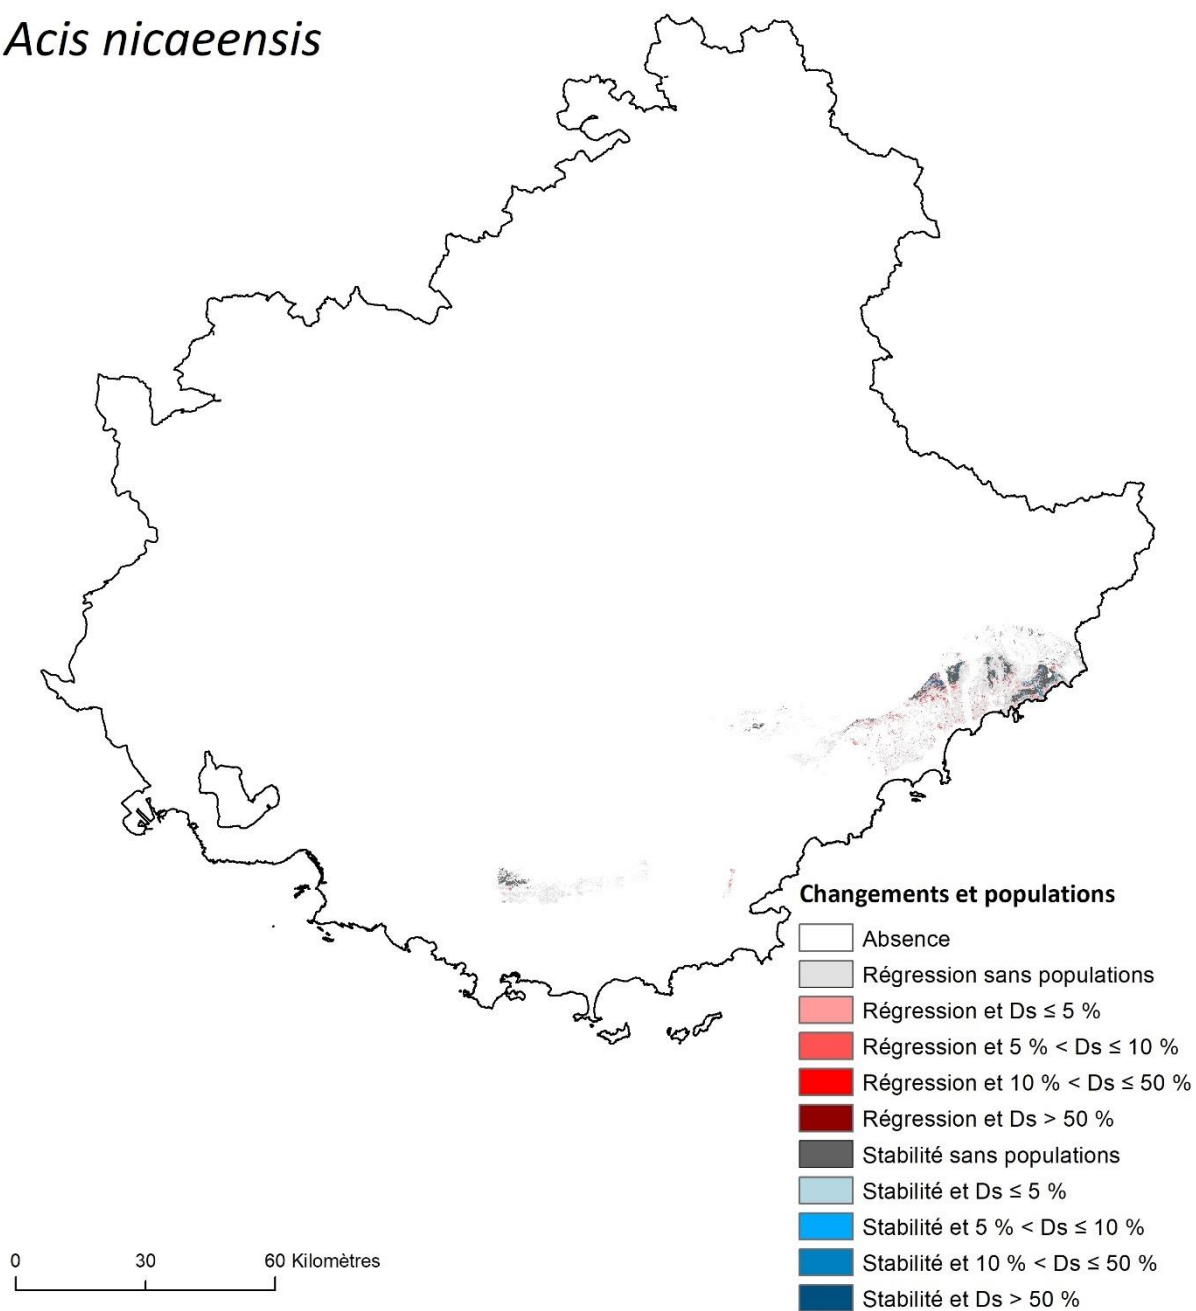 Acis nicaeensis
Changements et populations
Absence
Régression sans populations
Régression et Ds ≤ 5 %
Régression et 5 % < Ds ≤ 10 %
Régression et 10 % < Ds ≤ 50 %
Régression et Ds > 50 %
Stabilité sans populations
Stabilité et Ds ≤ 5 %
Stabilité et 5 % < Ds ≤ 10 %
Stabilité et 10 % < Ds ≤ 50 %
Stabilité et Ds > 50 %
0 30 60 Kilomètres